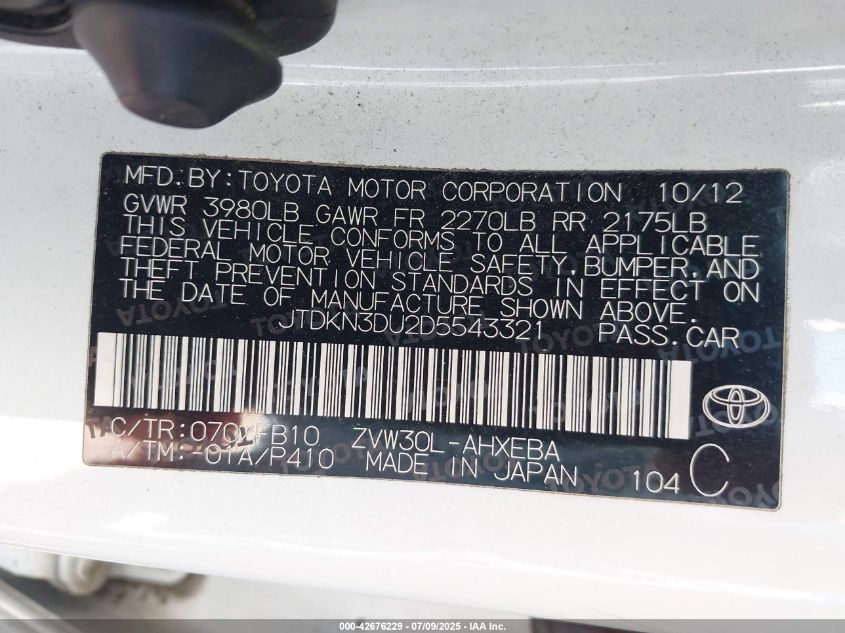 MFD.BY:TOYOTA MOTOR CORPORATION 10/12
GVWR 3980LB GAWR FR 2270LB RR 2175LB
THIS VEHICLE CONFORMS TO ALL APPLICABLE
FEDERAL MOTOR VEHICLE SAFETY,BUMPER,AND
THEFT PREVENTION STANDARDS IN EFFECT ON
THE DATE OF MANUFACTURE SHOWN ABOVE.
JTDKN3DU2D5543321 PASS.CAR
C/TR: FB10 ZVW30L-AHXEBA
A/TM:-01A/P410 MADE IN JAPAN 104 C
000-42676229 - 07/09/2025 - IAA Inc.